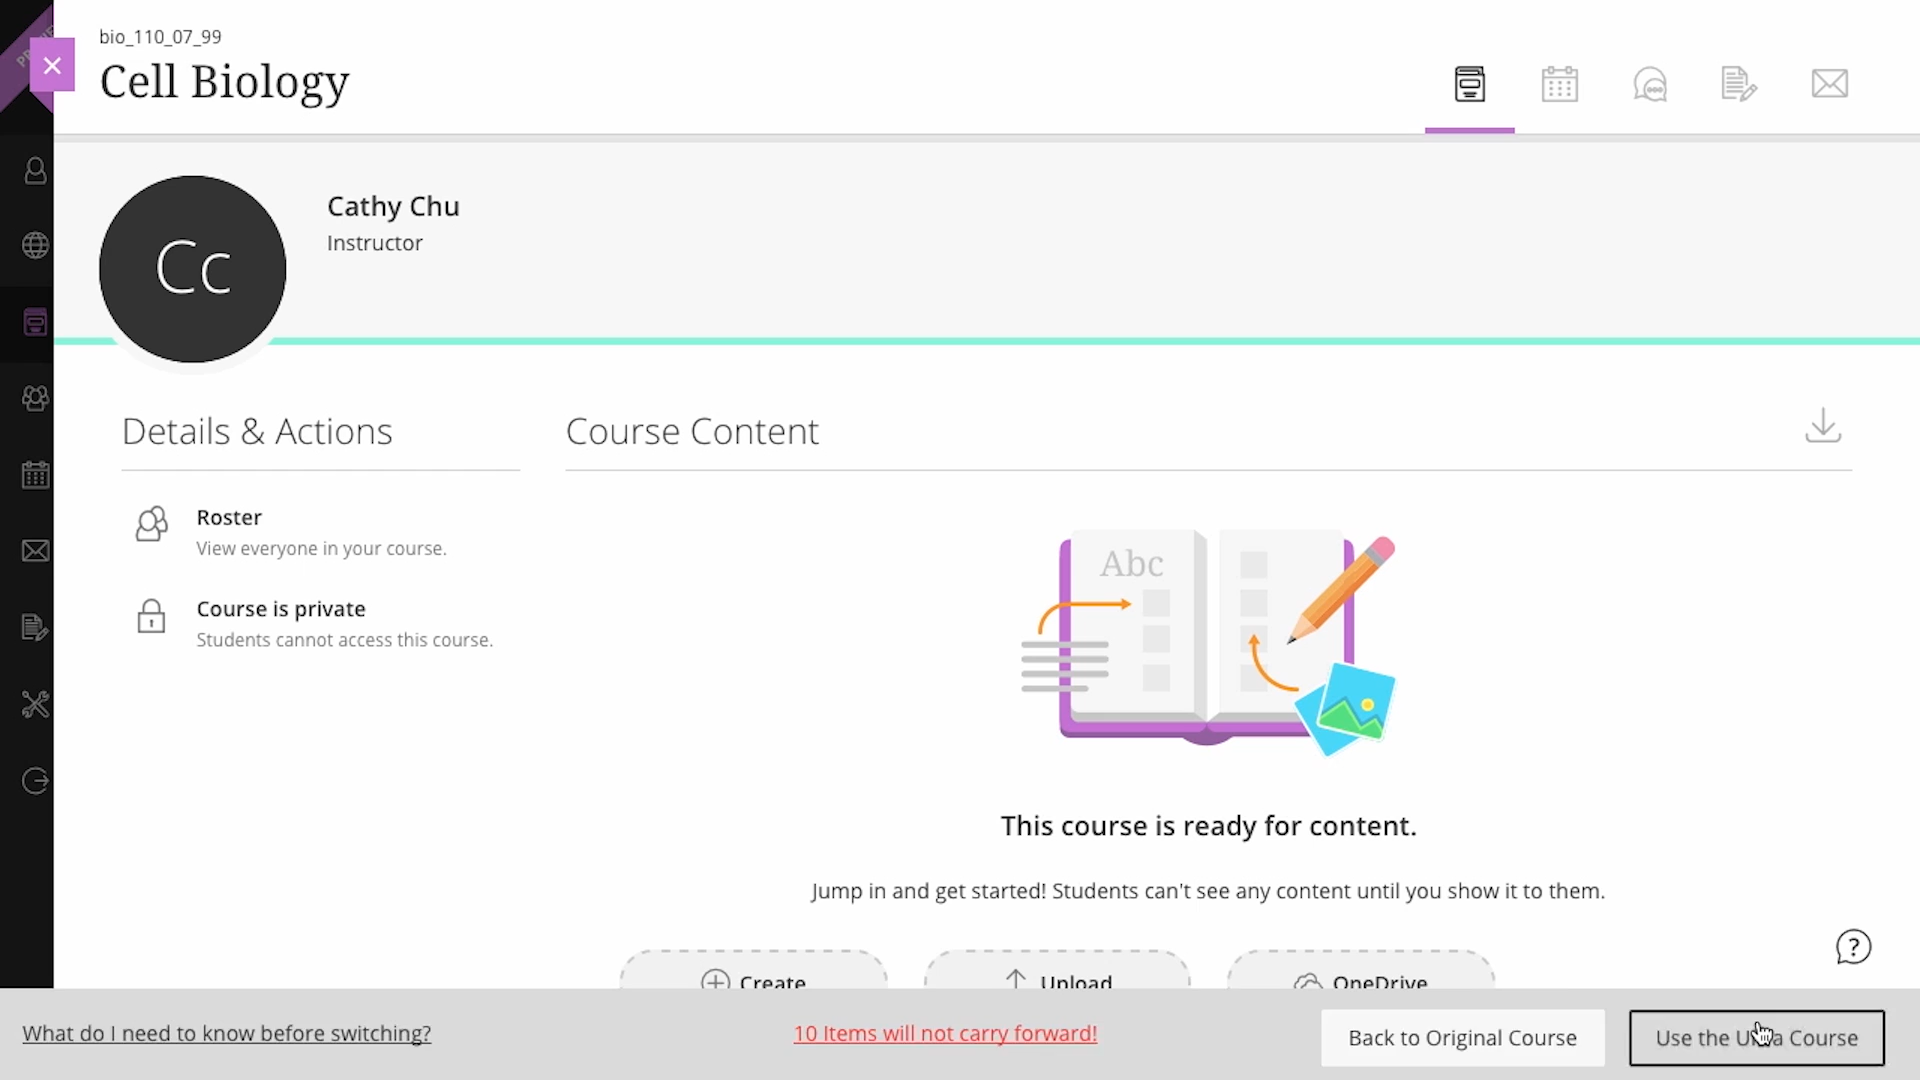 bio_110_07_99
Cell Biology
Cc
Cathy Chu
Instructor
Details & Actions
Course Content
Roster
View everyone in your course.
Course is private
Students cannot access this course.
Abc
This course is ready for content.
Jump in and get started! Students can't see any content until you show it to them.
Create
Upload
OneDrive
What do I need to know before switching?
10 Items will not carry forward!
Back to Original Course
Use the Ultra Course